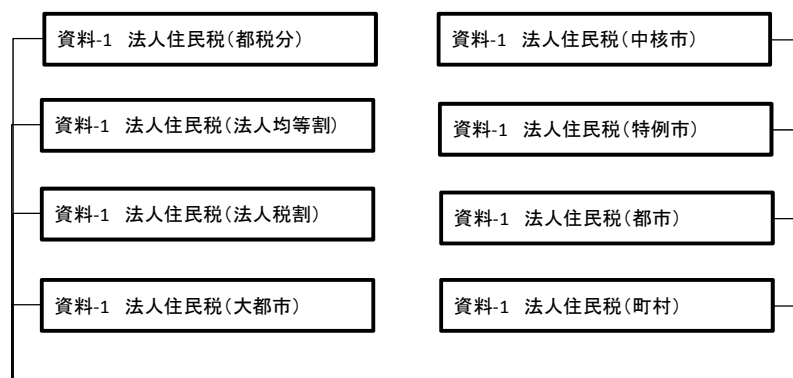 資料-1 法人住民税(都税分)
資料-1 法人住民税(法人均等割)
資料-1 法人住民税(法人税割)
資料-1 法人住民税(大都市)
資料-1 法人住民税(中核市)
資料-1 法人住民税(特例市)
資料-1 法人住民税(都市)
資料-1 法人住民税(町村)